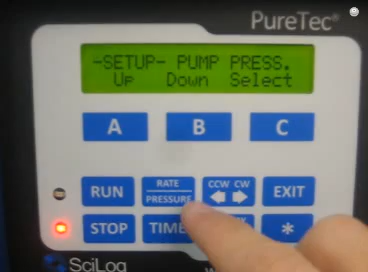 PureTec®
-SETUP- PUMP PRESS.
Up Down Select
A B C
RUN RATE PRESSURE CCW CW EXIT
STOP TIME *
SciLog